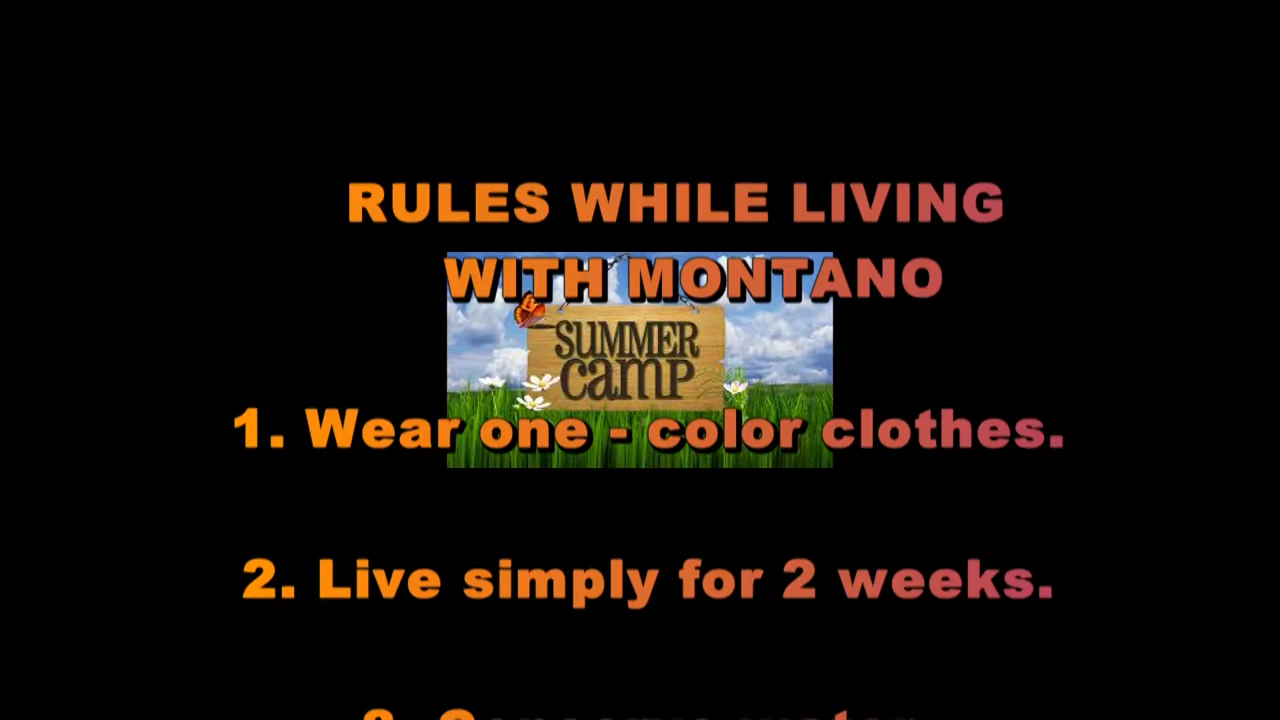 RULES WHILE LIVING
WITH MONTANO
SUMMER
camp
1. Wear one - color clothes.
2. Live simply for 2 weeks.